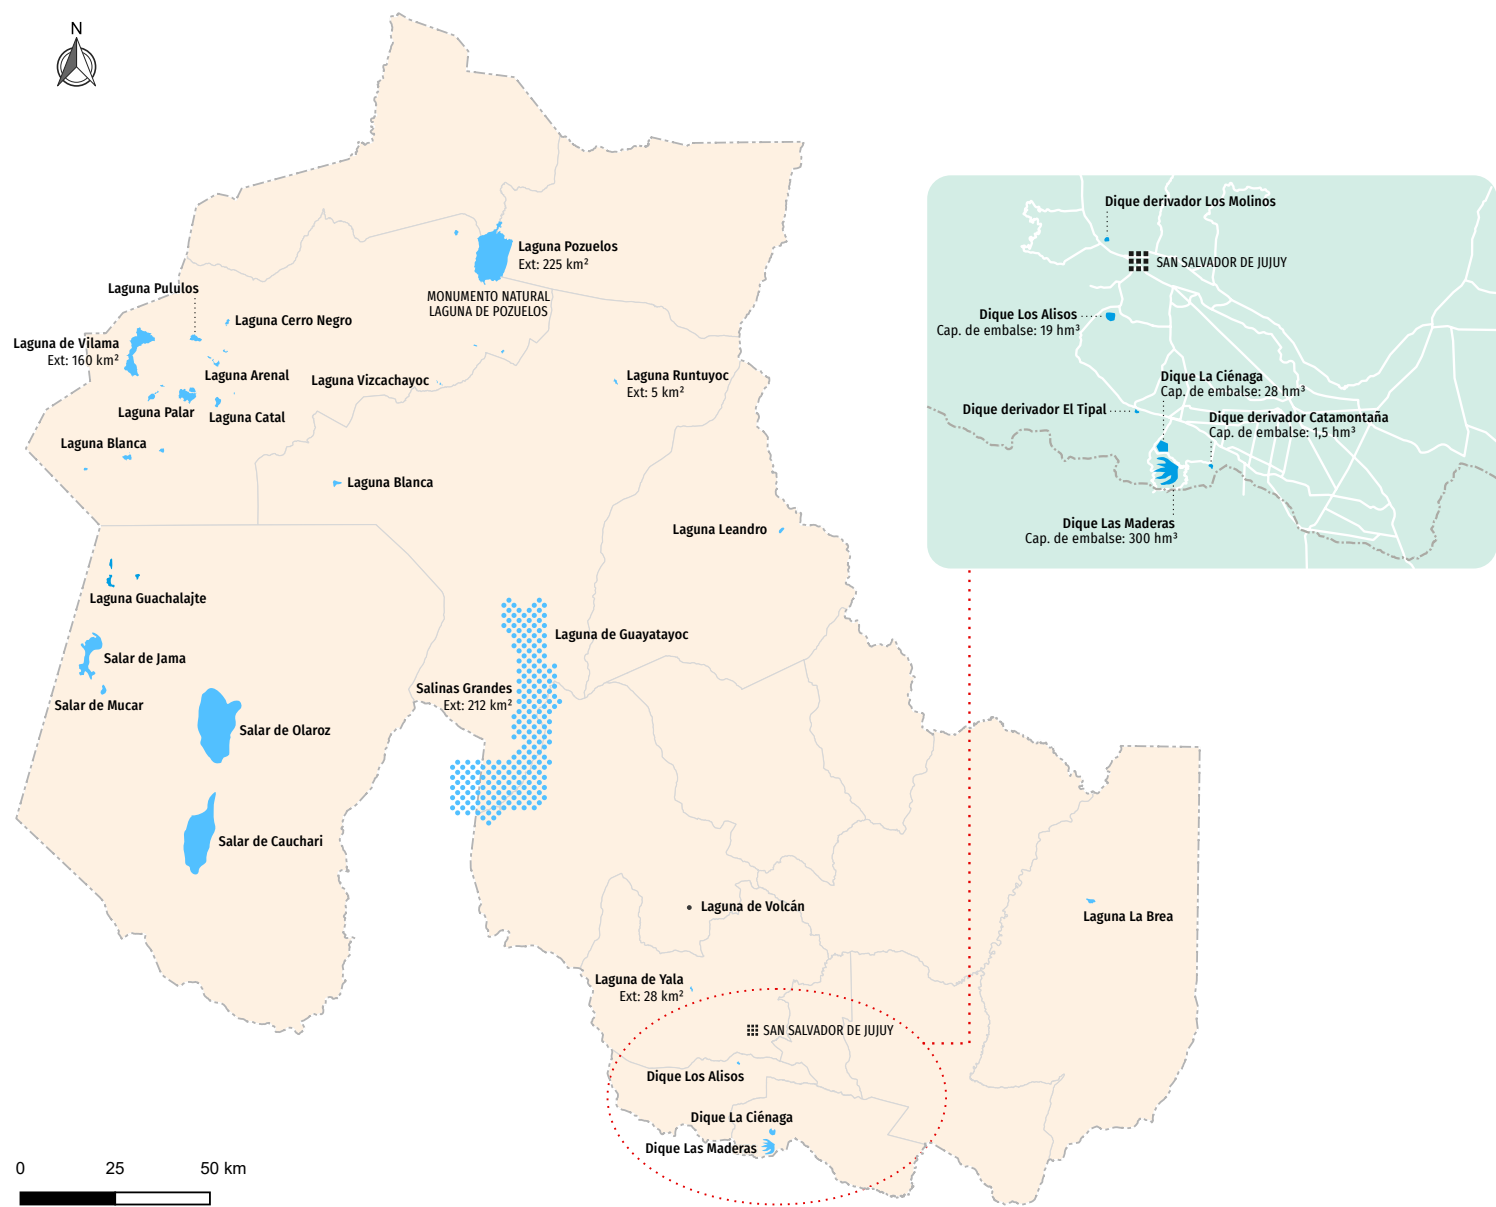 N
Laguna Pozuelos
Ext: 225 km²
MONUMENTO NATURAL
LAGUNA DE POZUELOS
Laguna Pululos
Laguna Cerro Negro
Laguna de Vilama
Ext: 160 km²
Laguna Arenal
Laguna Vizcachayoc
Laguna Runtuyoc
Ext: 5 km²
Laguna Palar
Laguna Catal
Laguna Blanca
Laguna Blanca
Laguna Leandro
Laguna Guachalajte
Laguna de Guayatayoc
Salar de Jama
Salinas Grandes
Ext: 212 km²
Salar de Mucar
Salar de Olaroz
Salar de Cauchari
Laguna de Volcán
Laguna La Brea
Laguna de Yala
Ext: 28 km²
SAN SALVADOR DE JUJUY
Dique Los Alisos
Dique La Ciénaga
Dique Las Maderas
0 25 50 km
Dique derivador Los Molinos
SAN SALVADOR DE JUJUY
Dique Los Alisos
Cap. de embalse: 19 hm³
Dique La Ciénaga
Cap. de embalse: 28 hm³
Dique derivador El Tipal
Dique derivador Catamontaña
Cap. de embalse: 1,5 hm³
Dique Las Maderas
Cap. de embalse: 300 hm³